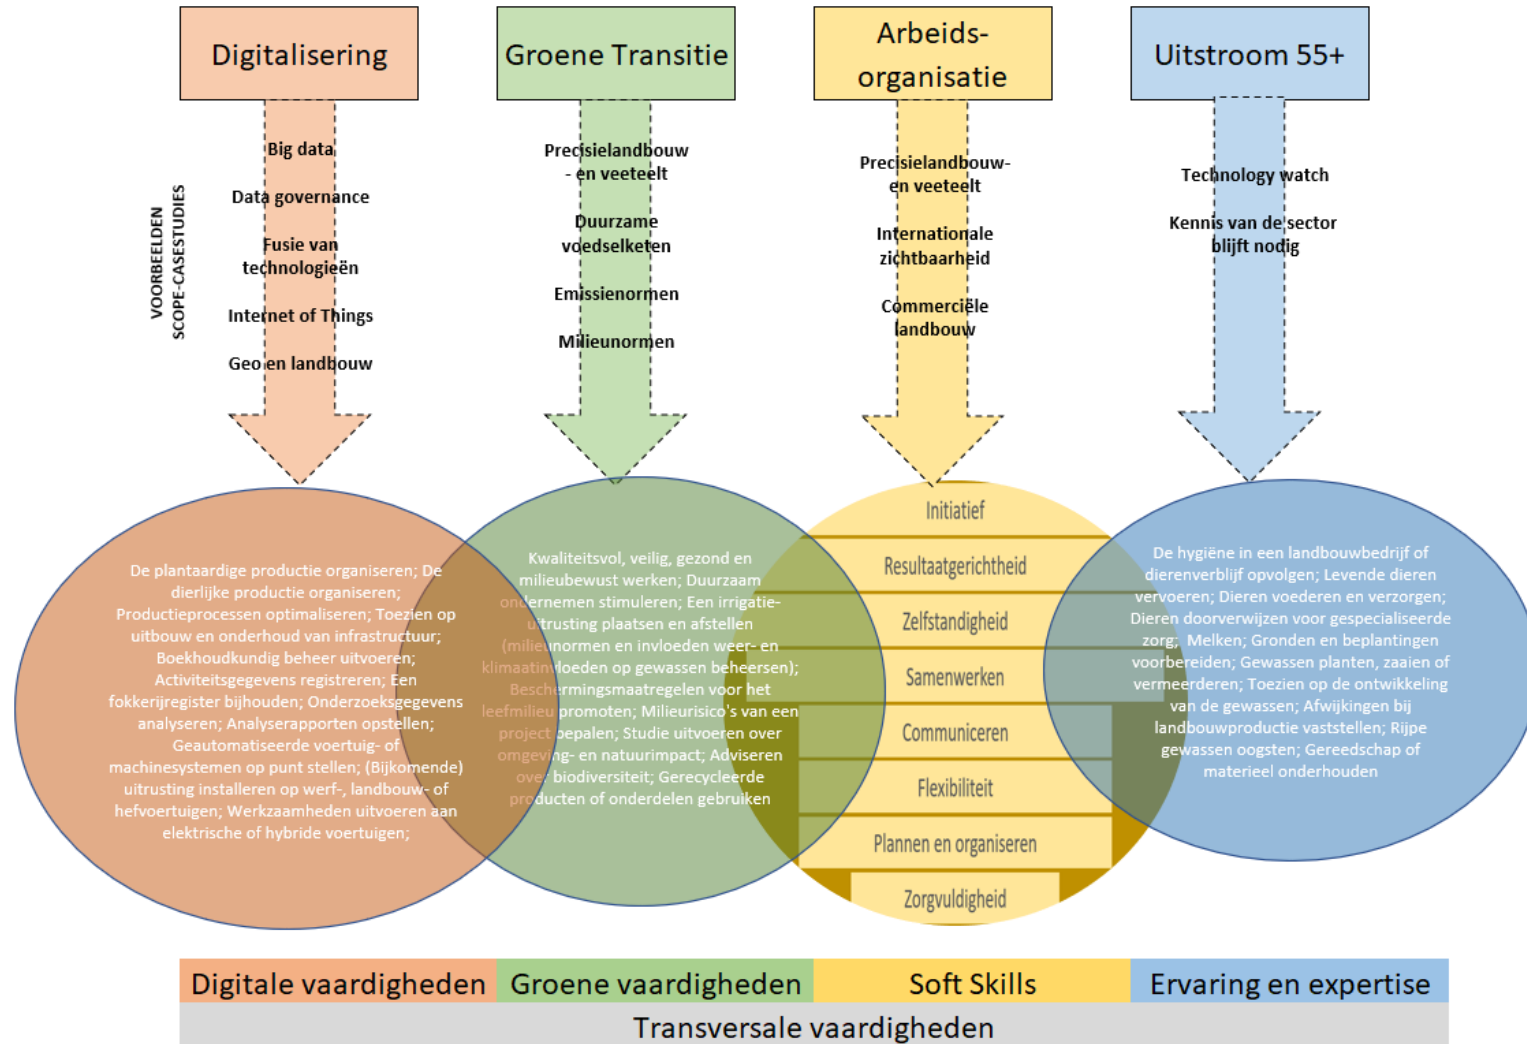 Digitalisering
Groene Transitie
Arbeids-
organisatie
Uitstroom 55+
VOORBEELDEN
SCOPE-CASESTUDIES
Big data
Data governance
Fusie van
technologieën
Internet of Things
Geo en landbouw
Precisielandbouw
- en veeteelt
Duurzame
voedselketen
Emissienormen
Milieunormen
Precisielandbouw-
en veeteelt
Internationale
zichtbaarheid
Commerciële
landbouw
Technology watch
Kennis van de sector
blijft nodig
De plantaardige productie organiseren; De
dierlijke productie organiseren;
Productieprocessen optimaliseren; Toezien op
uitbouw en onderhoud van infrastructuur;
Boekhoudkundig beheer uitvoeren;
Activiteitsgegevens registreren; Een
fokkerijregister bijhouden; Onderzoeksgegevens
analyseren; Analyserapporten opstellen;
Geautomatiseerde voertuig- of
machinesystemen op punt stellen; (Bijkomende)
uitrusting installeren op werf-, landbouw- of
hefvoertuigen; Werkzaamheden uitvoeren aan
elektrische of hybride voertuigen;
Kwaliteitsvol, veilig, gezond en
milieubewust werken; Duurzaam
ondernemen stimuleren; Een irrigatie-
uitrusting plaatsen en afstellen
(milieunormen en invloeden weer- en
klimaatinvloeden op gewassen beheersen);
Beschermingsmaatregelen voor het
leefmilieu promoten; Milieurisico's van een
project bepalen; Studie uitvoeren over
omgeving- en natuurimpact; Adviseren
over biodiversiteit; Gerecycleerde
producten of onderdelen gebruiken
Initiatief
Resultaatgerichtheid
Zelfstandigheid
Samenwerken
Communiceren
Flexibiliteit
Plannen en organiseren
Zorgvuldigheid
De hygiëne in een landbouwbedrijf of
dierenverblijf opvolgen; Levende dieren
vervoeren; Dieren voederen en verzorgen;
Dieren doorverwijzen voor gespecialiseerde
zorg; Melken; Gronden en beplantingen
voorbereiden; Gewassen planten, zaaien of
vermeerderen; Toezien op de ontwikkeling
van de gewassen; Afwijkingen bij
landbouwproductie vaststellen; Rijpe
gewassen oogsten; Gereedschap of
materieel onderhouden
Digitale vaardigheden
Groene vaardigheden
Soft Skills
Ervaring en expertise
Transversale vaardigheden